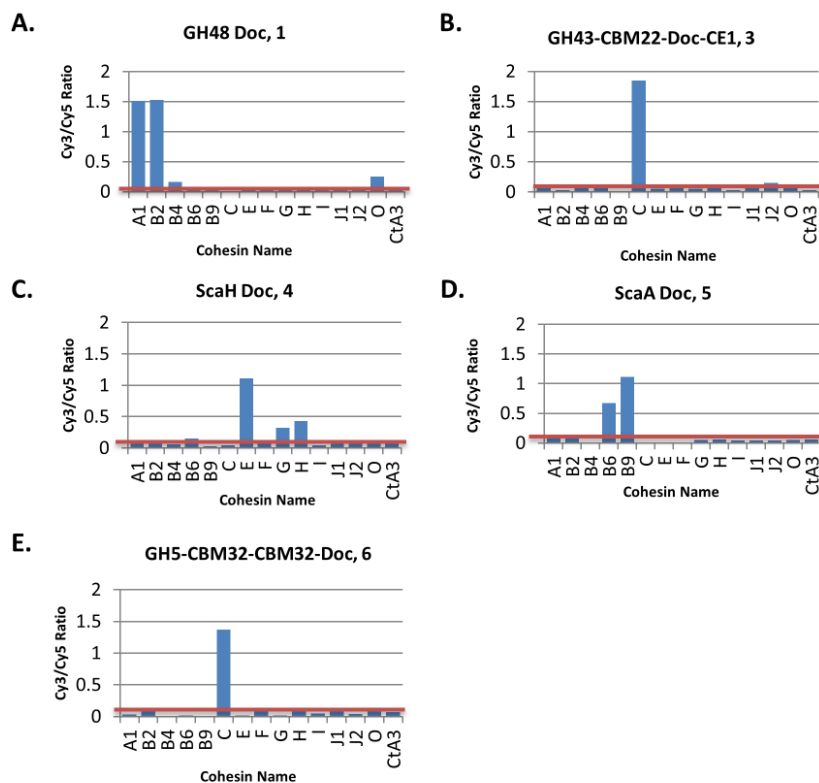 A.
GH48 Doc, 1
Cy3/Cy5 Ratio
2
1.5
1
0.5
0
A1 B2 B4 B6 B9 C E F G H I J1 J2 O CtA3
Cohesin Name
B.
GH43-CBM22-Doc-CE1, 3
Cy3/Cy5 Ratio
2
1.5
1
0.5
0
A1 B2 B4 B6 B9 C E F G H I J1 J2 O CtA3
Cohesin Name
C.
ScaH Doc, 4
Cy3/Cy5 Ratio
2
1.5
1
0.5
0
A1 B2 B4 B6 B9 C E F G H I J1 J2 O CtA3
Cohesin Name
D.
ScaA Doc, 5
Cy3/Cy5 Ratio
2
1.5
1
0.5
0
A1 B2 B4 B6 B9 C E F G H I J1 J2 O CtA3
Cohesin Name
E.
GH5-CBM32-CBM32-Doc, 6
Cy3/Cy5 Ratio
2
1.5
1
0.5
0
A1 B2 B4 B6 B9 C E F G H I J1 J2 O CtA3
Cohesin Name